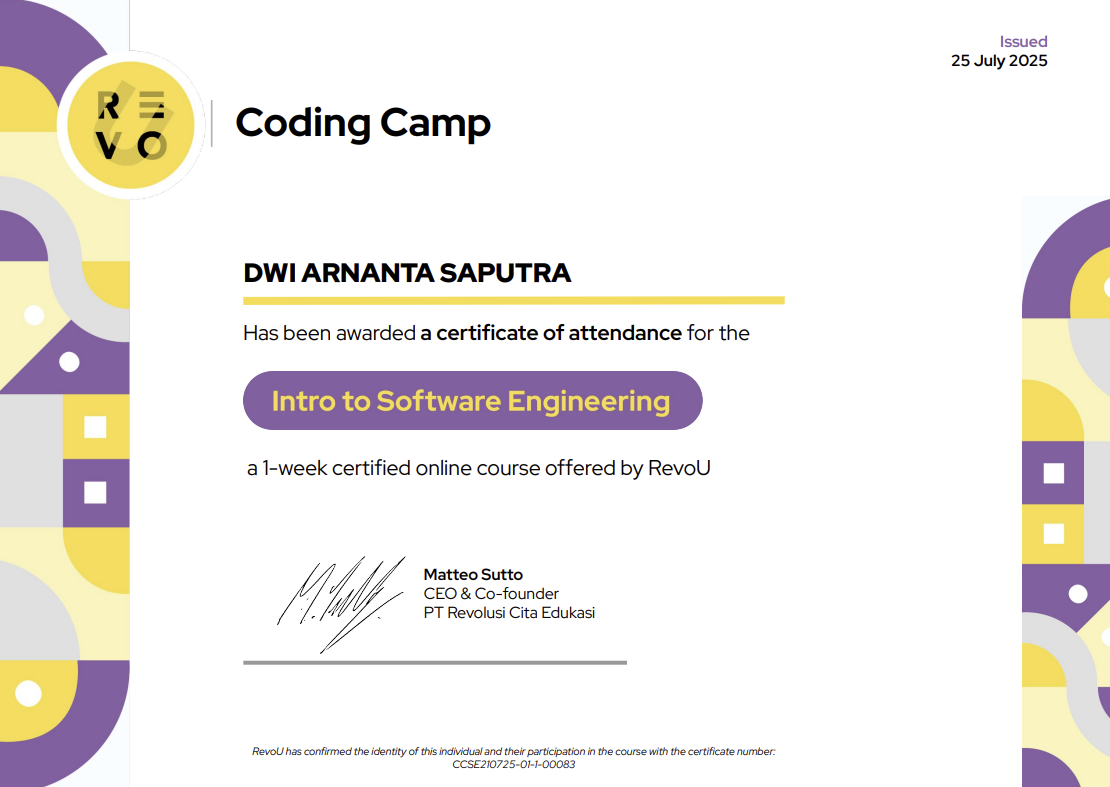 Issued
25 July 2025
RE
VO
Coding Camp
DWI ARNANTA SAPUTRA
Has been awarded a certificate of attendance for the
Intro to Software Engineering
a 1-week certified online course offered by RevoU
Matteo Sutto
CEO & Co-founder
PT Revolusi Cita Edukasi
RevoU has confirmed the identity of this individual and their participation in the course with the certificate number:
CCSE210725-01-1-00083